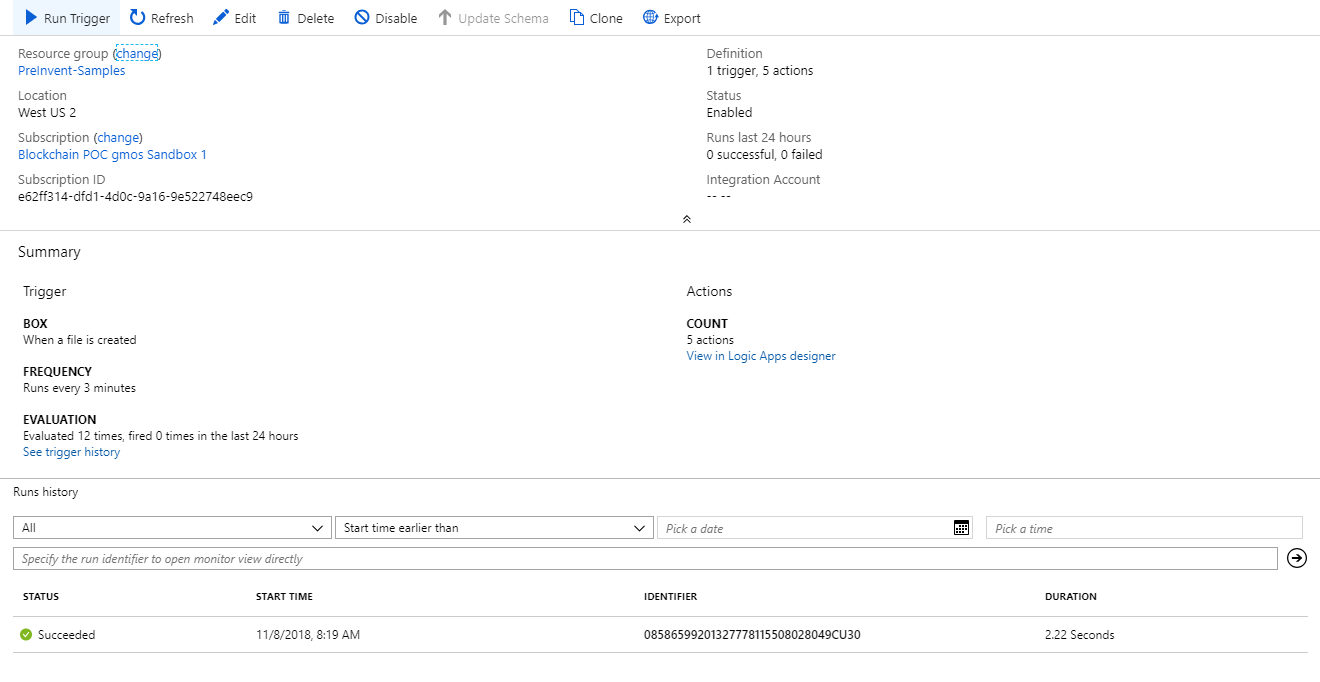 Run Trigger Refresh Edit Delete Disable Update Schema Clone Export
Resource group (change)
PreInvent-Samples
Location
West US 2
Subscription (change)
Blockchain POC gmos Sandbox 1
Subscription ID
e62ff314-dfd1-4d0c-9a16-9e522748eec9
Definition
1 trigger, 5 actions
Status
Enabled
Runs last 24 hours
0 successful, 0 failed
Integration Account
-- --
Summary
Trigger
BOX
When a file is created
FREQUENCY
Runs every 3 minutes
EVALUATION
Evaluated 12 times, fired 0 times in the last 24 hours
See trigger history
Actions
COUNT
5 actions
View in Logic Apps designer
Runs history
All Start time earlier than Pick a date Pick a time
Specify the run identifier to open monitor view directly
STATUS START TIME IDENTIFIER DURATION
Succeeded 11/8/2018, 8:19 AM 08586599201327778115508028049CU30 2.22 Seconds